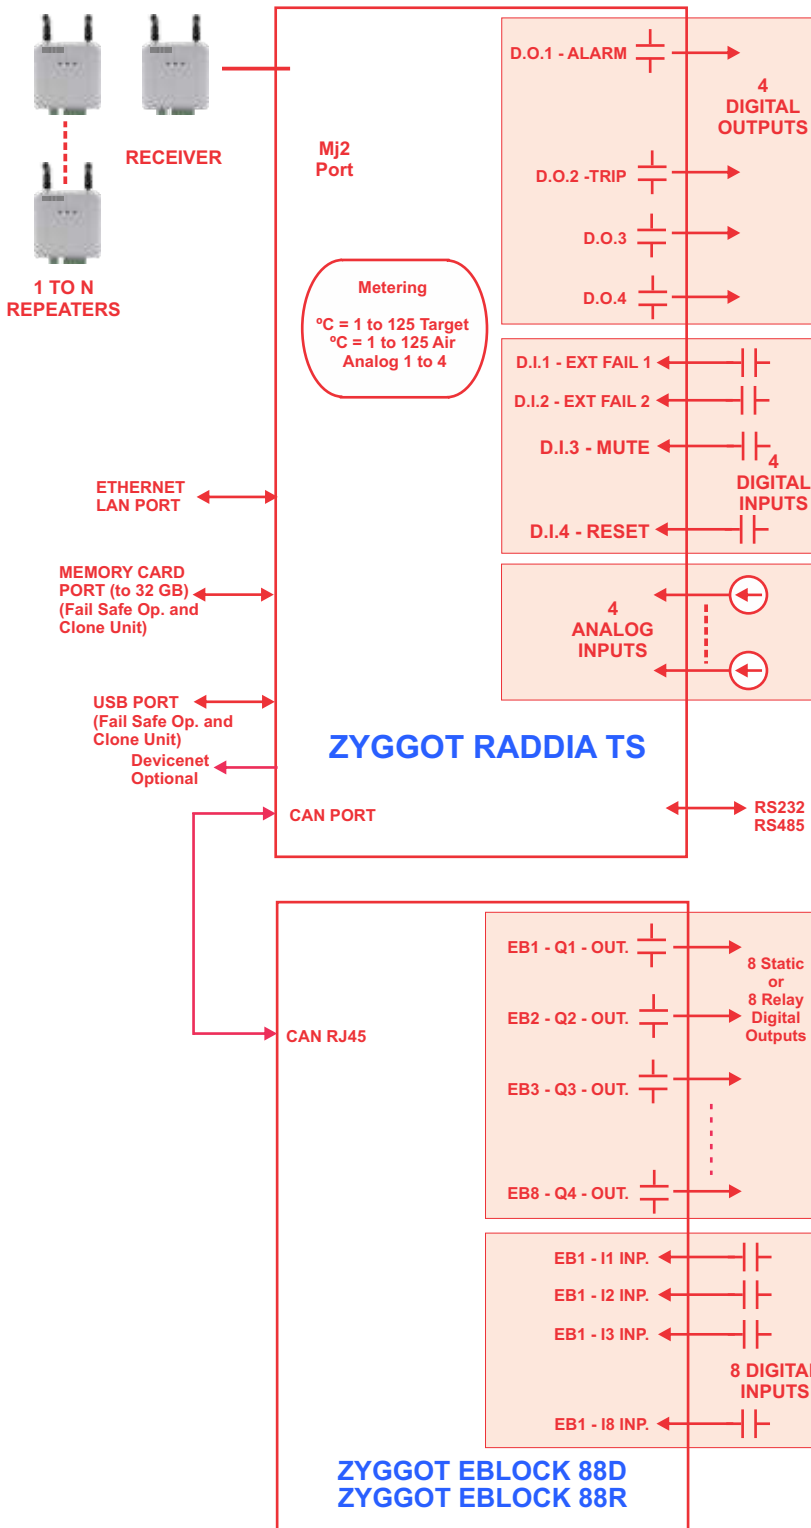 RECEIVER
1 TO N
REPEATERS
Mj2
Port
Metering
ºC = 1 to 125 Target
ºC = 1 to 125 Air
Analog 1 to 4
D.O.1 - ALARM
D.O.2 -TRIP
D.O.3
D.O.4
4
DIGITAL
OUTPUTS
D.I.1 - EXT FAIL 1
D.I.2 - EXT FAIL 2
D.I.3 - MUTE
D.I.4 - RESET
4
DIGITAL
INPUTS
4
ANALOG
INPUTS
ETHERNET
LAN PORT
MEMORY CARD
PORT (to 32 GB)
(Fail Safe Op. and
Clone Unit)
USB PORT
(Fail Safe Op. and
Clone Unit)
Devicenet
Optional
ZYGGOT RADDIA TS
CAN PORT
RS232
RS485
CAN RJ45
EB1 - Q1 - OUT.
EB2 - Q2 - OUT.
EB3 - Q3 - OUT.
EB8 - Q4 - OUT.
8 Static
or
8 Relay
Digital
Outputs
EB1 - I1 INP.
EB1 - I2 INP.
EB1 - I3 INP.
EB1 - I8 INP.
8 DIGITAL
INPUTS
ZYGGOT EBLOCK 88D
ZYGGOT EBLOCK 88R